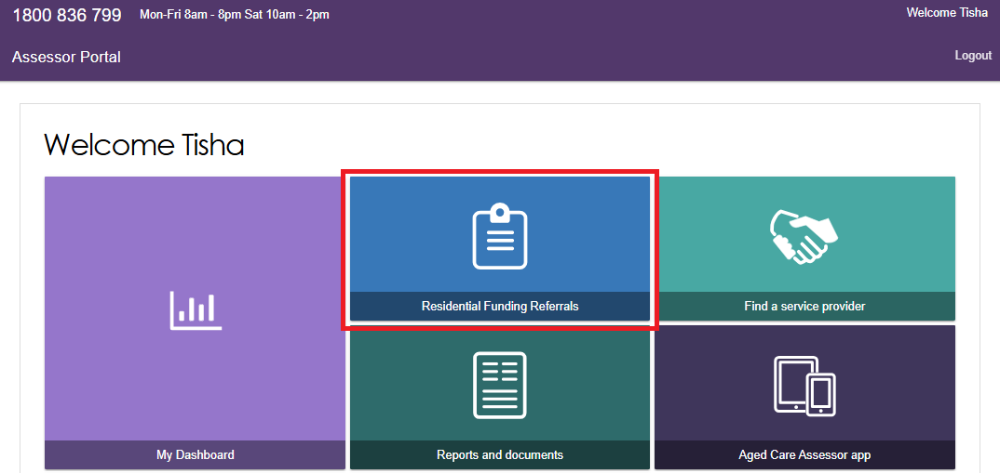 1800 836 799 Mon-Fri 8am - 8pm Sat 10am - 2pm Welcome Tisha
Assessor Portal Logout
Welcome Tisha
Residential Funding Referrals
Find a service provider
My Dashboard
Reports and documents
Aged Care Assessor app